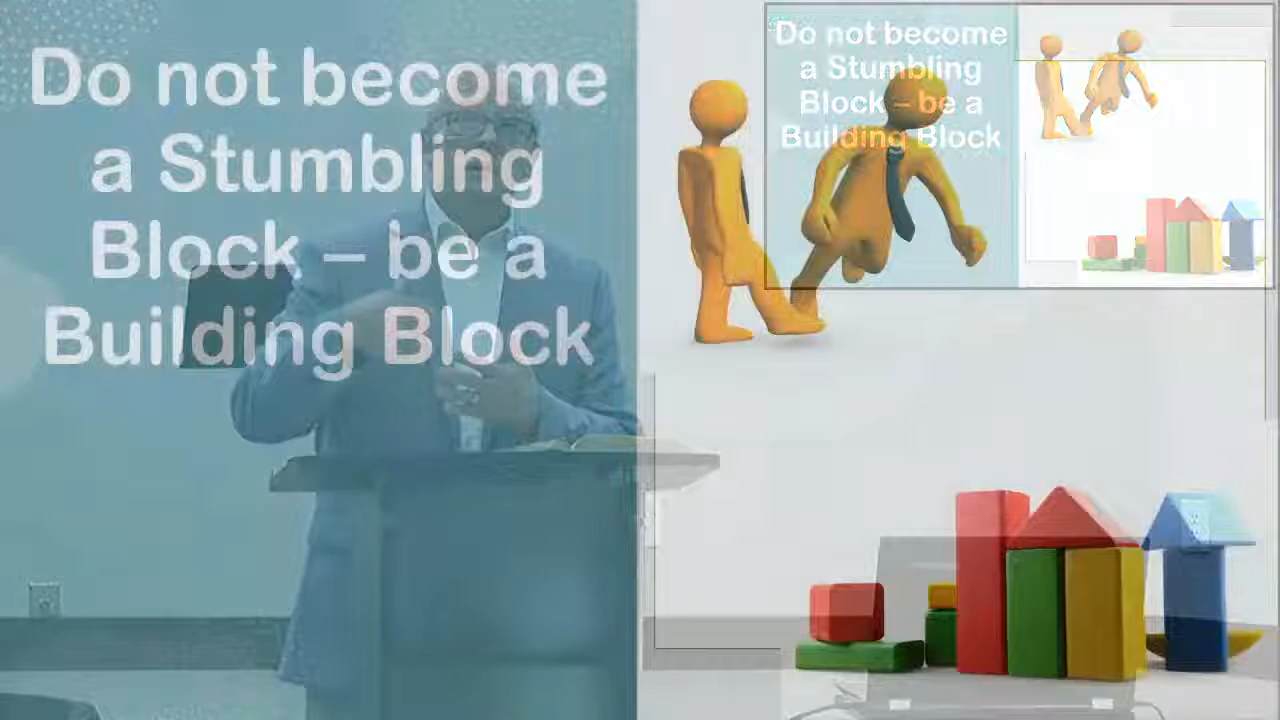 Do not become
a Stumbling
Block – be a
Building Block
Do not become
a Stumbling
Block – be a
Building Block